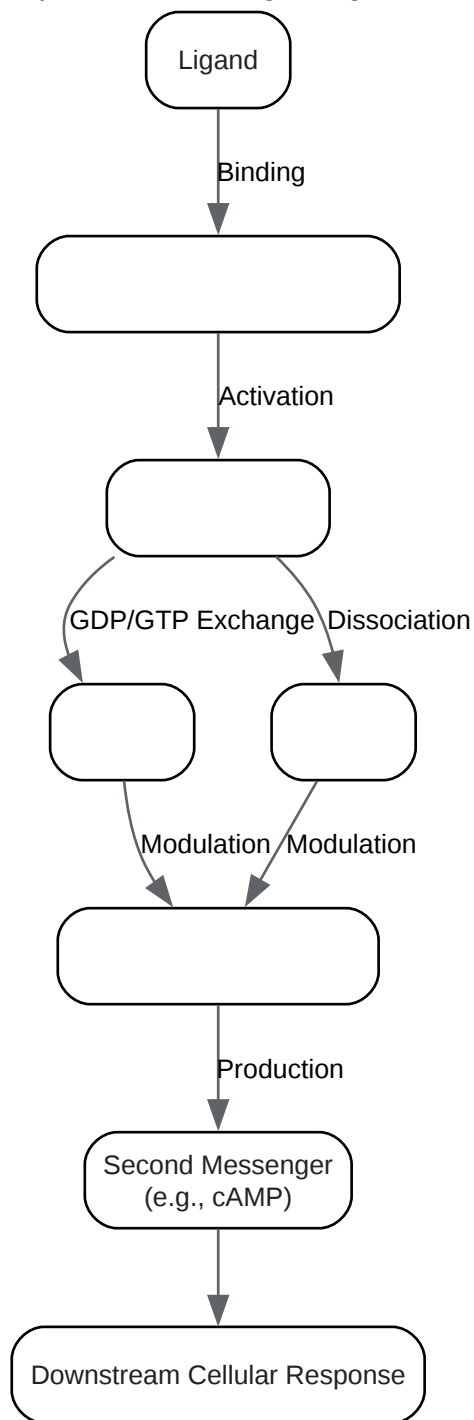 Ligand
Binding
Activation
GDP/GTP Exchange
Dissociation
Modulation
Modulation
Production
Second Messenger
(e.g., cAMP)
Downstream Cellular Response